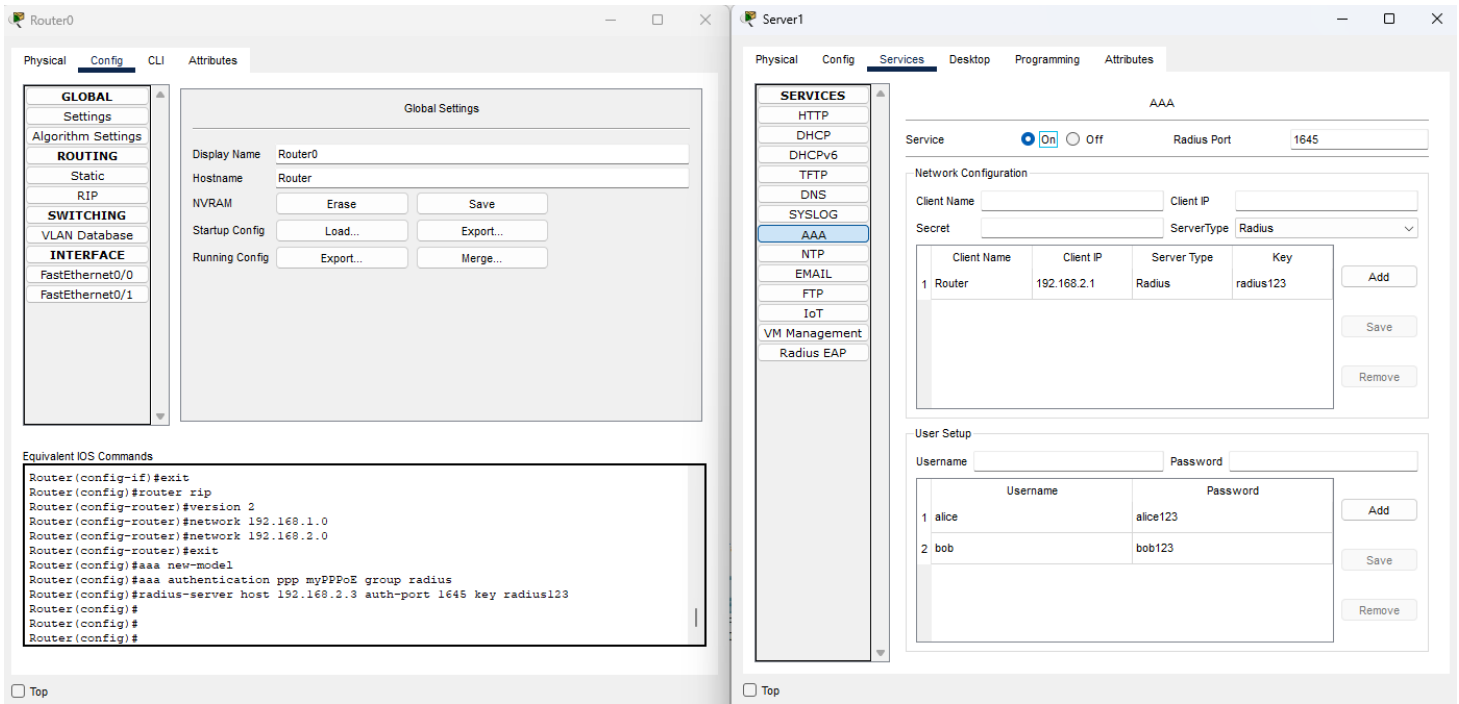 Router0
Physical Config CLI Attributes
GLOBAL
Settings
Algorithm Settings
ROUTING
Static
RIP
SWITCHING
VLAN Database
INTERFACE
FastEthernet0/0
FastEthernet0/1
Global Settings
Display Name Router0
Hostname Router
NVRAM Erase Save
Startup Config Load... Export...
Running Config Export... Merge...
Equivalent IOS Commands
Router(config-if)#exit
Router(config)#router rip
Router(config-router)#version 2
Router(config-router)#network 192.168.1.0
Router(config-router)#network 192.168.2.0
Router(config-router)#exit
Router(config)#aaa new-model
Router(config)#aaa authentication ppp myPPPoE group radius
Router(config)#radius-server host 192.168.2.3 auth-port 1645 key radius123
Router(config)#
Router(config)#
Router(config)#
Top
Server1
Physical Config Services Desktop Programming Attributes
SERVICES
HTTP
DHCP
DHCPv6
TFTP
DNS
SYSLOG
AAA
NTP
EMAIL
FTP
IoT
VM Management
Radius EAP
AAA
Service On Off Radius Port 1645
Network Configuration
Client Name Client IP
Secret ServerType Radius
Client Name Client IP Server Type Key
1 Router 192.168.2.1 Radius radius123
Add
Save
Remove
User Setup
Username Password
Username Password
1 alice alice123
2 bob bob123
Add
Save
Remove
Top